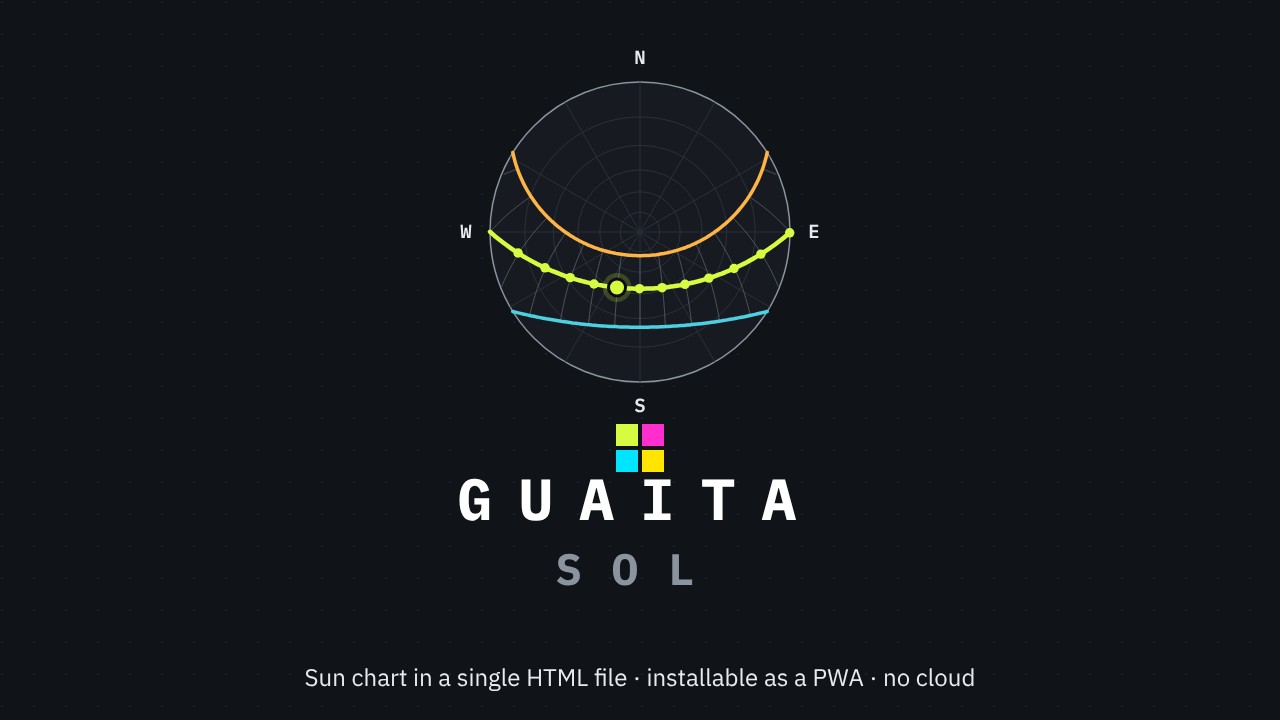 N
W E
S
GUAITA
SOL
Sun chart in a single HTML file · installable as a PWA · no cloud